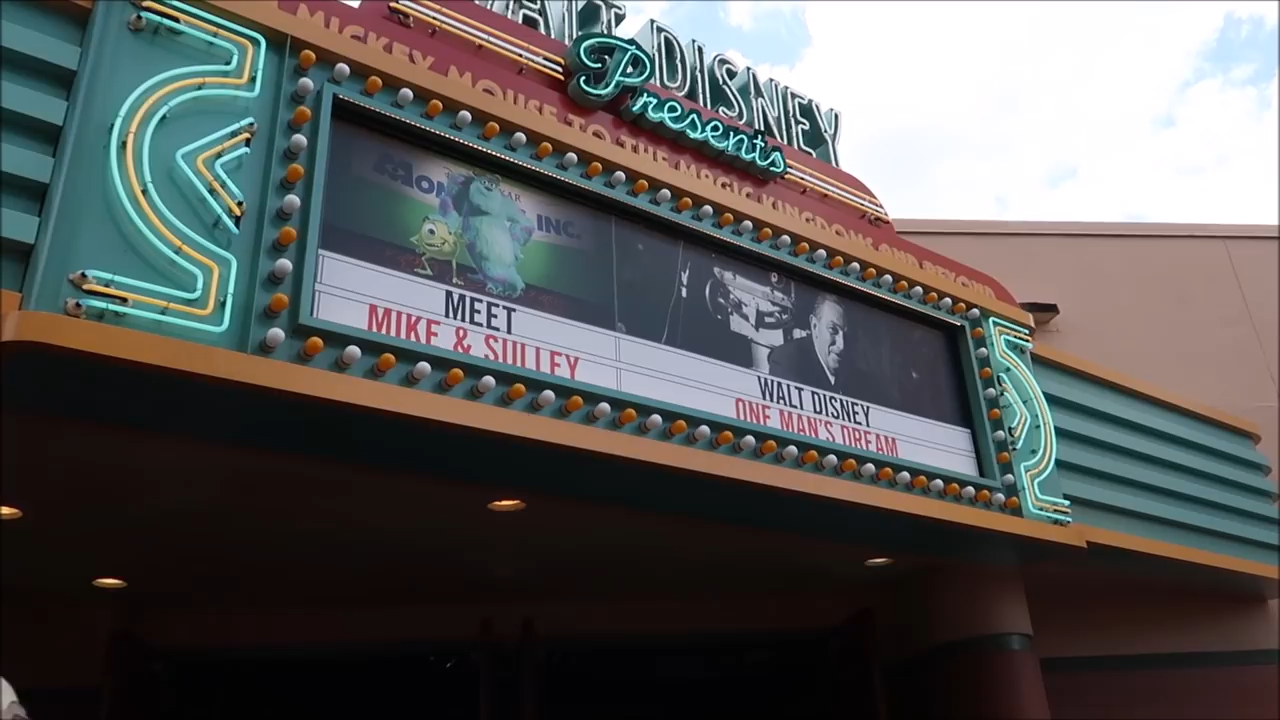 WALT DISNEY
Presents
MICKEY MOUSE TO THE MAGIC KINGDOMS AND BEYOND
INC.
MEET
MIKE & SULLEY
WALT DISNEY
ONE MAN'S DREAM